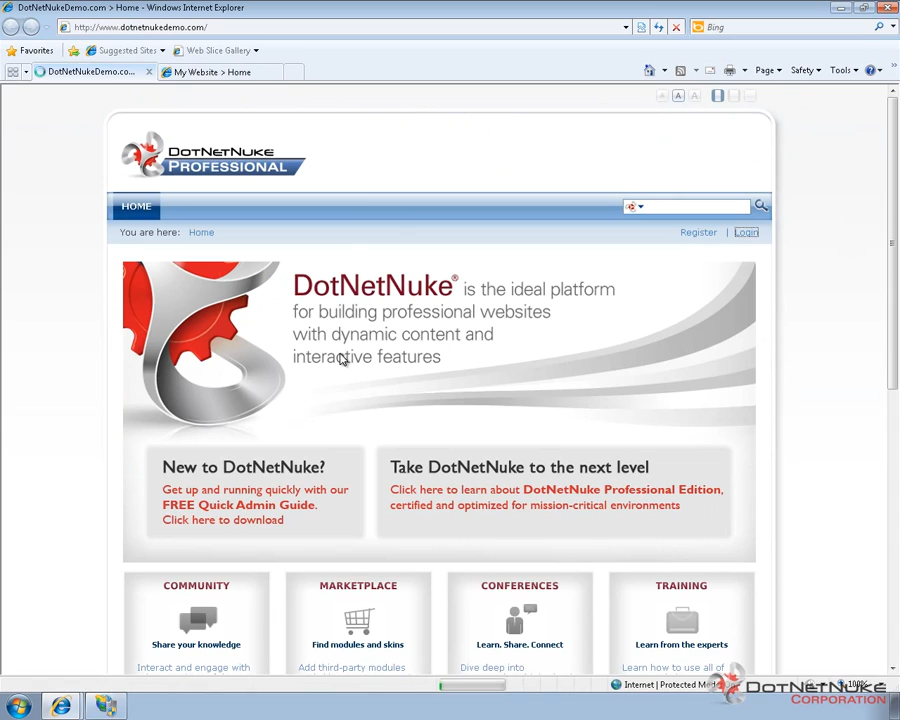 DotNetNukeDemo.com > Home - Windows Internet Explorer
http://www.dotnetnukedemo.com/
Bing
Favorites
Suggested Sites
Web Slice Gallery
DotNetNukeDemo.co...
My Website > Home
Page
Safety
Tools
A A A
DOTNETNUKE
PROFESSIONAL
HOME
You are here: Home
Register | Login
DotNetNuke® is the ideal platform
for building professional websites
with dynamic content and
interactive features
New to DotNetNuke?
Get up and running quickly with our
FREE Quick Admin Guide.
Click here to download
Take DotNetNuke to the next level
Click here to learn about DotNetNuke Professional Edition,
certified and optimized for mission-critical environments
COMMUNITY
Share your knowledge
Interact and engage with
MARKETPLACE
Find modules and skins
Add third-party modules
CONFERENCES
Learn. Share. Connect
Dive deep into
TRAINING
Learn from the experts
Learn how to use all of
Internet | Protected Mode
100%
DOTNETNUKE
CORPORATION